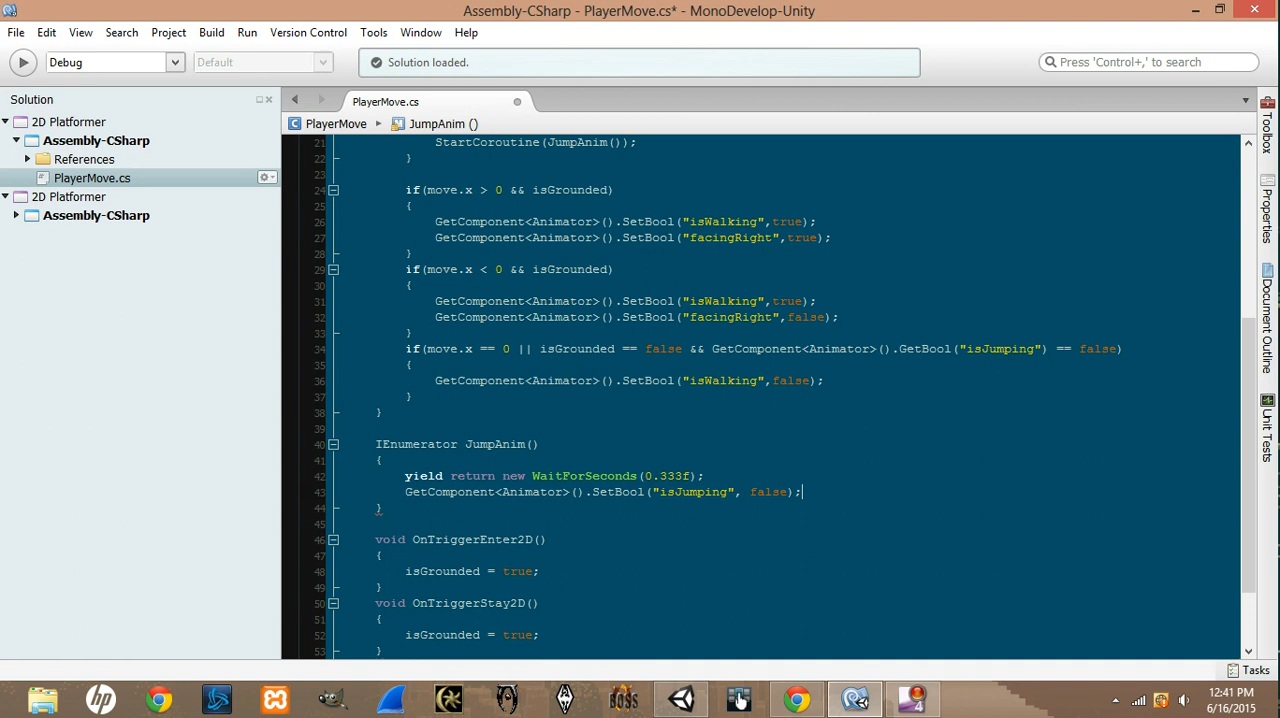 Assembly-CSharp - PlayerMove.cs* - MonoDevelop-Unity
File Edit View Search Project Build Run Version Control Tools Window Help
Debug Default Solution loaded. Press 'Control+,' to search
Solution
2D Platformer
Assembly-CSharp
References
PlayerMove.cs
2D Platformer
Assembly-CSharp
PlayerMove.cs
PlayerMove JumpAnim ()
21 StartCoroutine(JumpAnim());
22 }
23
24 if(move.x > 0 && isGrounded)
25 {
26 GetComponent<Animator>().SetBool("isWalking",true);
27 GetComponent<Animator>().SetBool("facingRight",true);
28 }
29 if(move.x < 0 && isGrounded)
30 {
31 GetComponent<Animator>().SetBool("isWalking",true);
32 GetComponent<Animator>().SetBool("facingRight",false);
33 }
34 if(move.x == 0 || isGrounded == false && GetComponent<Animator>().GetBool("isJumping") == false)
35 {
36 GetComponent<Animator>().SetBool("isWalking",false);
37 }
38 }
39
40 IEnumerator JumpAnim()
41 {
42 yield return new WaitForSeconds(0.333f);
43 GetComponent<Animator>().SetBool("isJumping", false);
44 }
45
46 void OnTriggerEnter2D()
47 {
48 isGrounded = true;
49 }
50 void OnTriggerStay2D()
51 {
52 isGrounded = true;
53 }
Toolbox
Properties
Document Outline
Unit Tests
Tasks
hp
BOSS
4
12:41 PM
6/16/2015